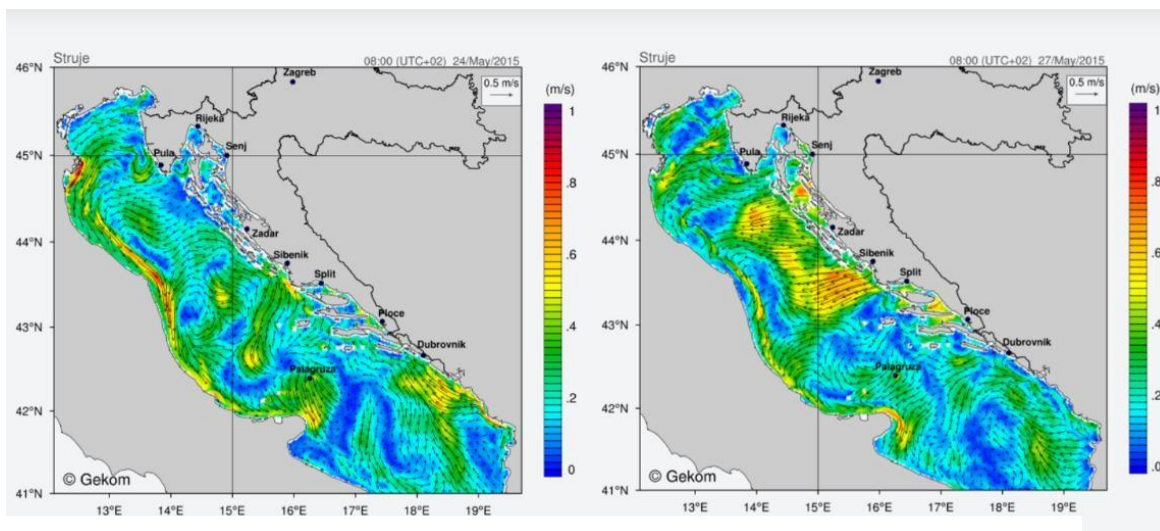 Struje
08:00 (UTC+02) 24/May/2015
46°N
45°N
44°N
43°N
42°N
41°N
13°E
14°E
15°E
16°E
17°E
18°E
19°E
0.5 m/s
(m/s)
1
.8
.6
.4
.2
0
Zagreb
Rijeka
Senj
Pula
Zadar
Sibenik
Split
Ploce
Dubrovnik
Palagruza
© Gekom
Struje
08:00 (UTC+02) 27/May/2015
46°N
45°N
44°N
43°N
42°N
41°N
13°E
14°E
15°E
16°E
17°E
18°E
19°E
0.5 m/s
(m/s)
1
.8
.6
.4
.2
.0
Zagreb
Rijeka
Senj
Pula
Zadar
Sibenik
Split
Ploce
Dubrovnik
Palagruza
© Gekom